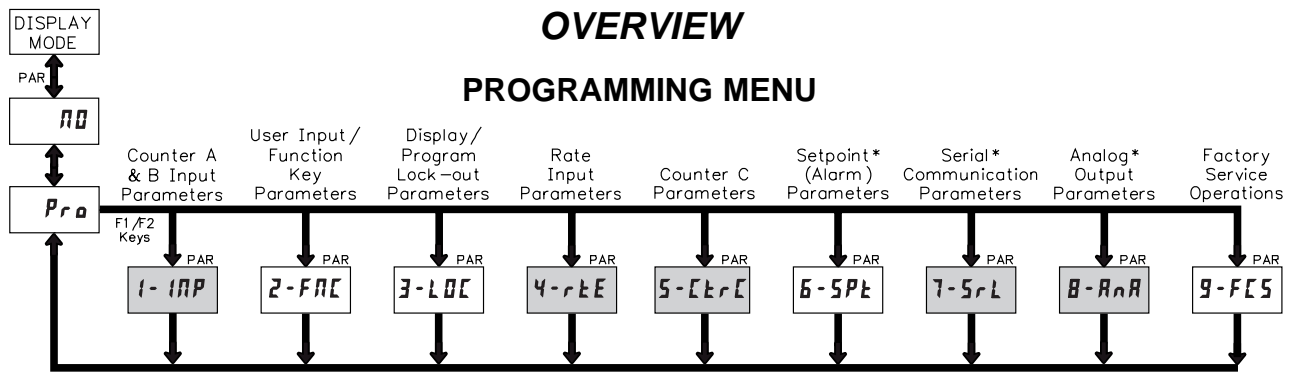 OVERVIEW
PROGRAMMING MENU
DISPLAY
MODE
PAR
NO
Pro
F1/F2
Keys
Counter A
& B Input
Parameters
PAR
1-INP
User Input/
Function
Key
Parameters
PAR
2-FNC
Display/
Program
Lock-out
Parameters
PAR
3-LOC
Rate
Input
Parameters
PAR
4-rtE
Counter C
Parameters
PAR
5-CtrC
Setpoint*
(Alarm)
Parameters
PAR
6-SPt
Serial*
Communication
Parameters
PAR
7-SrL
Analog*
Output
Parameters
PAR
8-AnA
Factory
Service
Operations
PAR
9-FCS